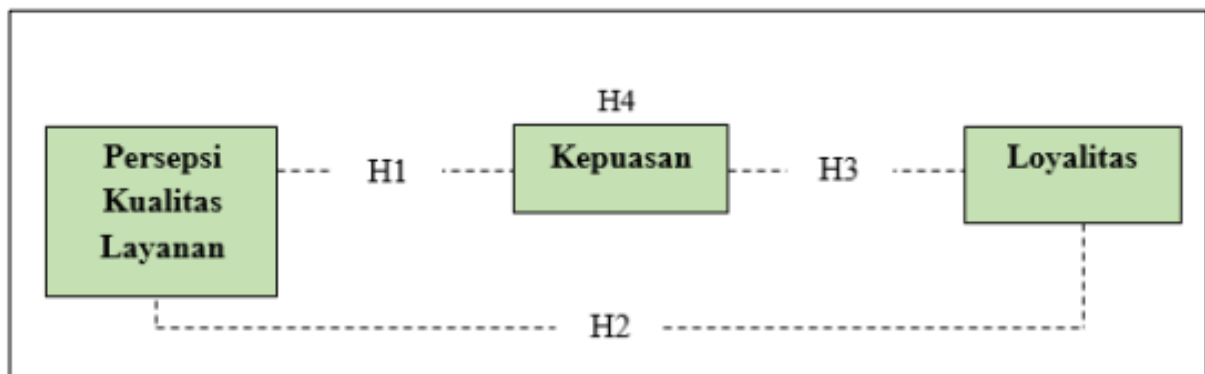 H4
Persepsi
Kualitas
Layanan
H1
Kepuasan
H3
Loyalitas
H2